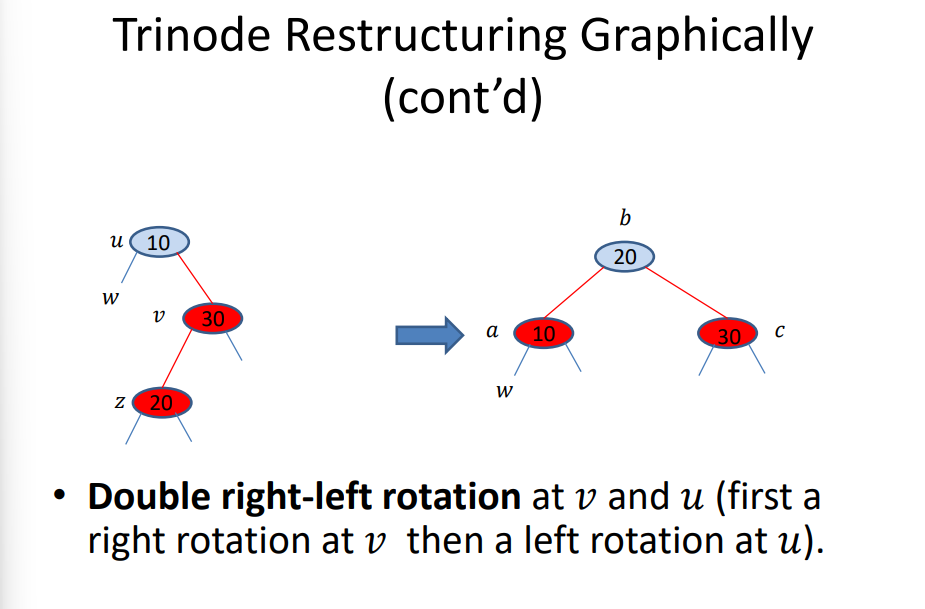 Trinode Restructuring Graphically
(cont’d)
b
u 10
20
w
v 30
a 10
30 c
z 20
w
• Double right-left rotation at v and u (first a
right rotation at v then a left rotation at u).